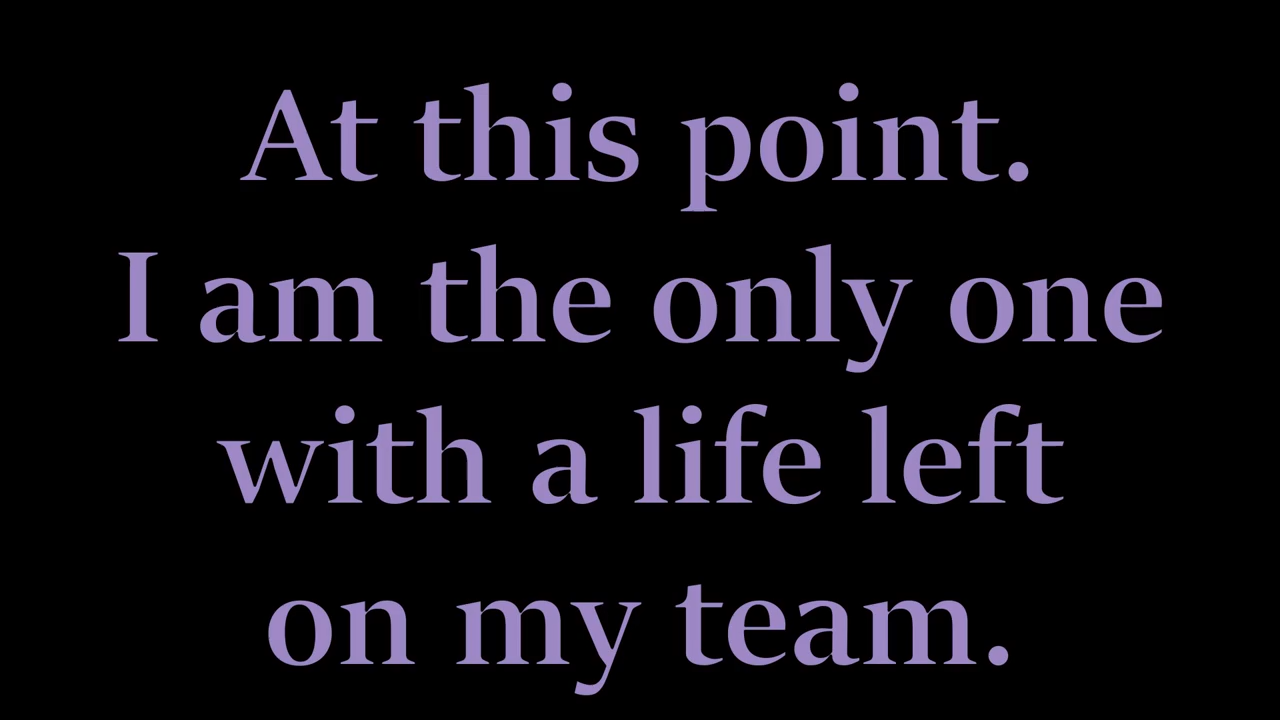 At this point.
I am the only one
with a life left
on my team.